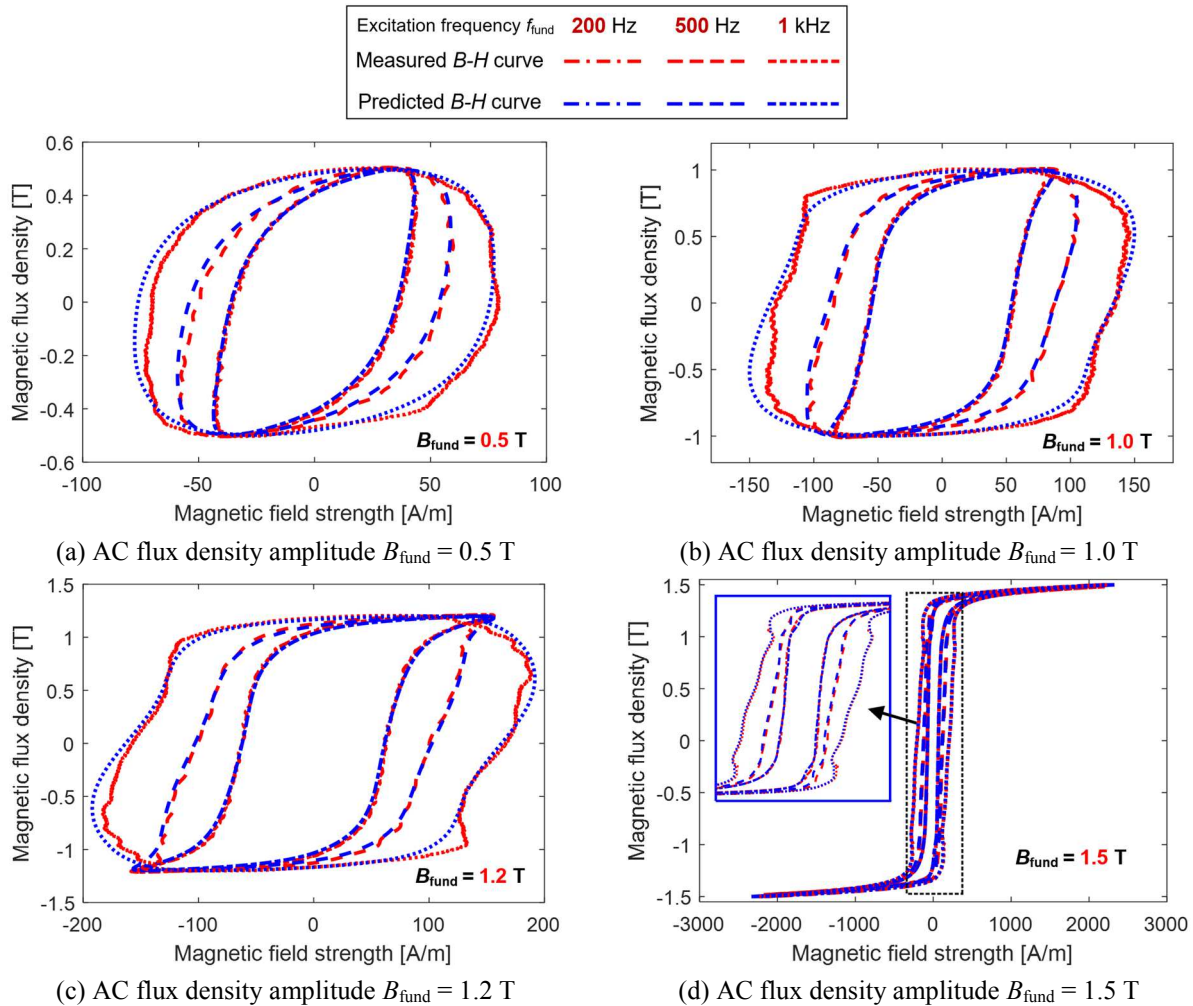 Excitation frequency f_fund 200 Hz 500 Hz 1 kHz
Measured B-H curve
Predicted B-H curve
0.6
0.4
0.2
0
-0.2
-0.4
-0.6
-100
-50
0
50
100
Magnetic flux density [T]
Magnetic field strength [A/m]
B_fund = 0.5 T
(a) AC flux density amplitude B_fund = 0.5 T
1
0.5
0
-0.5
-1
-150
-100
-50
0
50
100
150
Magnetic flux density [T]
Magnetic field strength [A/m]
B_fund = 1.0 T
(b) AC flux density amplitude B_fund = 1.0 T
1.5
1
0.5
0
-0.5
-1
-1.5
-200
-100
0
100
200
Magnetic flux density [T]
Magnetic field strength [A/m]
B_fund = 1.2 T
(c) AC flux density amplitude B_fund = 1.2 T
1.5
1
0.5
0
-0.5
-1
-1.5
-3000
-2000
-1000
0
1000
2000
3000
Magnetic flux density [T]
Magnetic field strength [A/m]
B_fund = 1.5 T
(d) AC flux density amplitude B_fund = 1.5 T